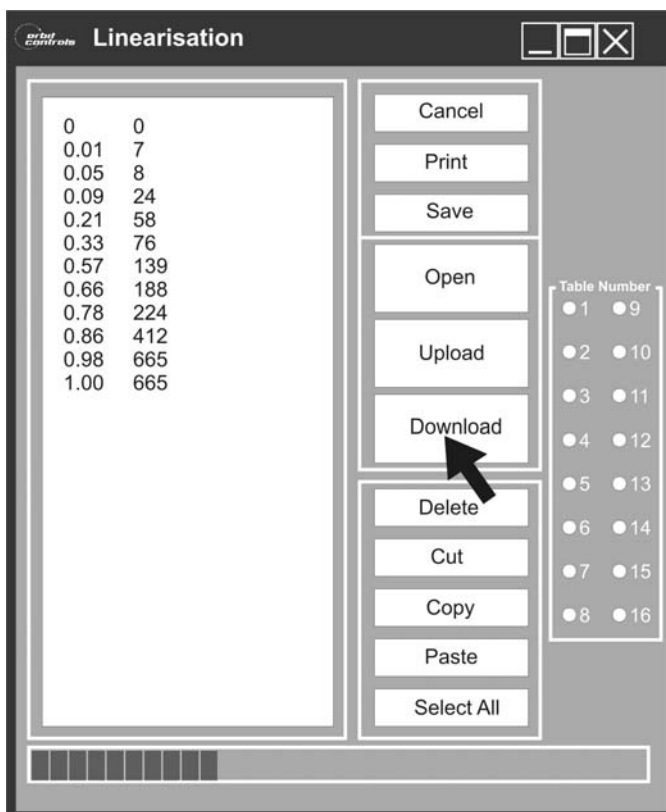 orbit controls Linearisation
0 0
0.01 7
0.05 8
0.09 24
0.21 58
0.33 76
0.57 139
0.66 188
0.78 224
0.86 412
0.98 665
1.00 665
Cancel
Print
Save
Open
Upload
Download
Delete
Cut
Copy
Paste
Select All
Table Number
1 9
2 10
3 11
4 12
5 13
6 14
7 15
8 16